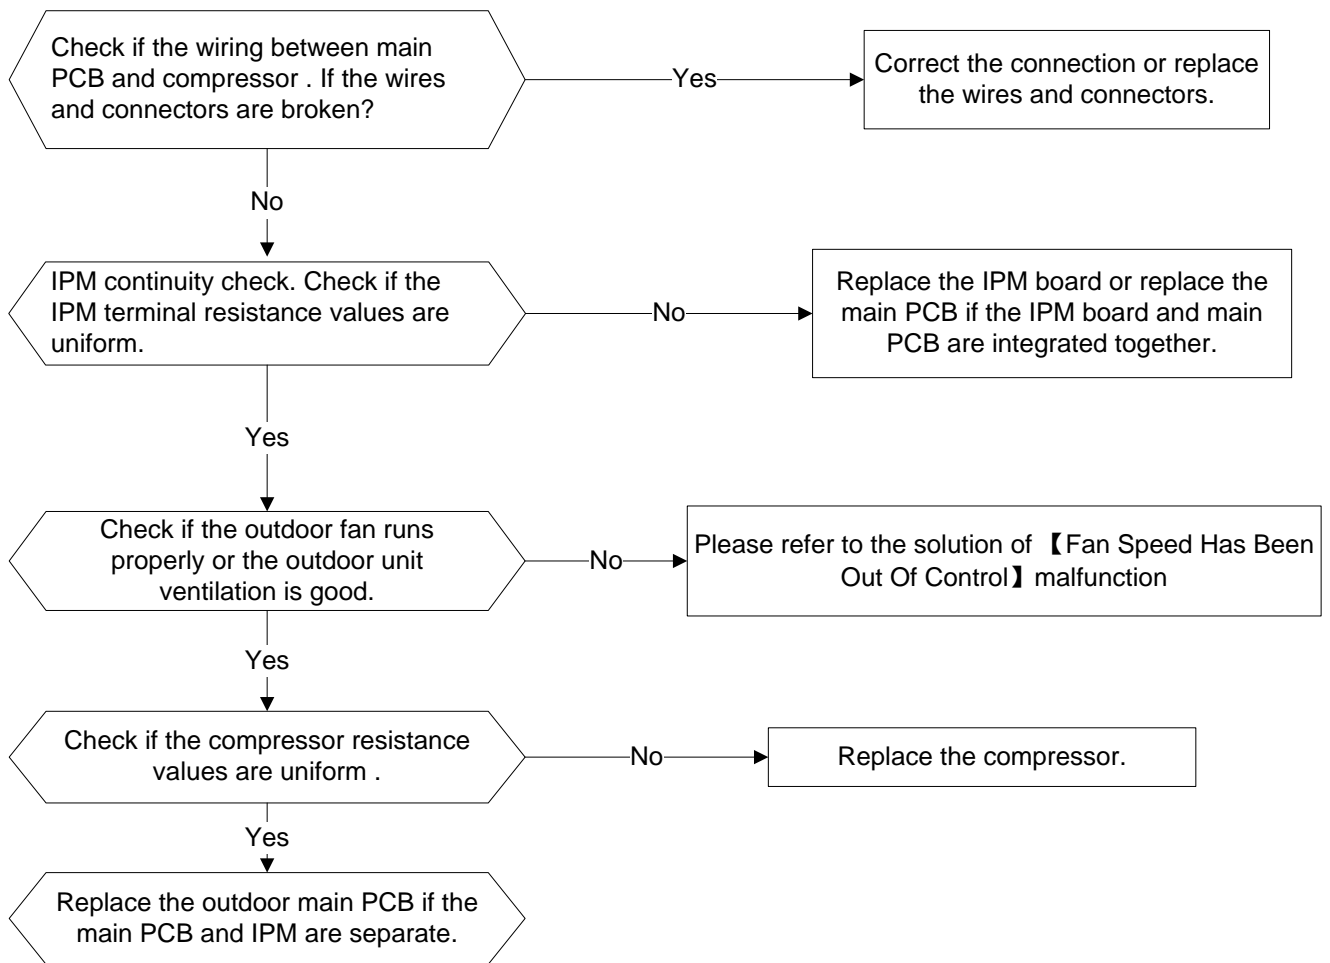 Check if the wiring between main
PCB and compressor . If the wires
and connectors are broken?
Yes
Correct the connection or replace
the wires and connectors.
No
IPM continuity check. Check if the
IPM terminal resistance values are
uniform.
No
Replace the IPM board or replace the
main PCB if the IPM board and main
PCB are integrated together.
Yes
Check if the outdoor fan runs
properly or the outdoor unit
ventilation is good.
No
Please refer to the solution of 【Fan Speed Has Been
Out Of Control】malfunction
Yes
Check if the compressor resistance
values are uniform .
No
Replace the compressor.
Yes
Replace the outdoor main PCB if the
main PCB and IPM are separate.